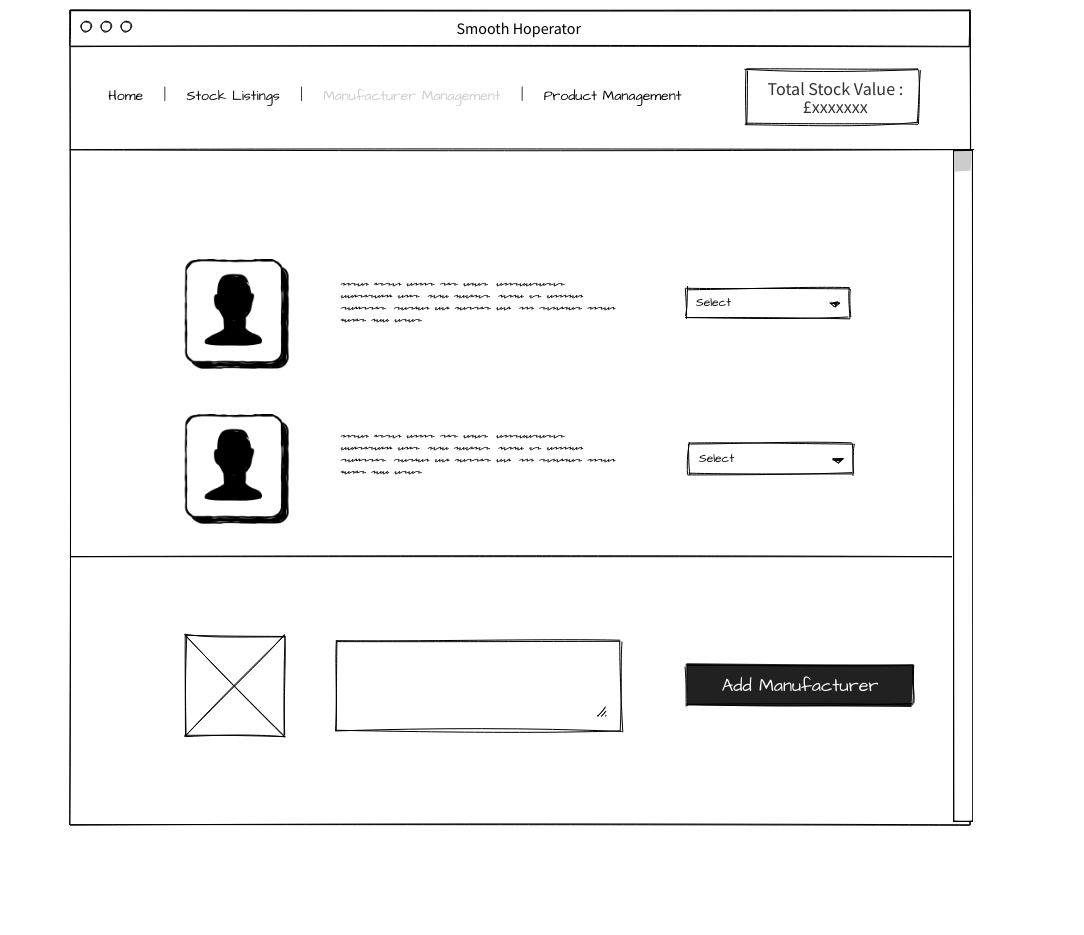 Smooth Hoperator
Home | Stock Listings | Manufacturer Management | Product Management
Total Stock Value :
£xxxxxxx
Select
Select
Add Manufacturer